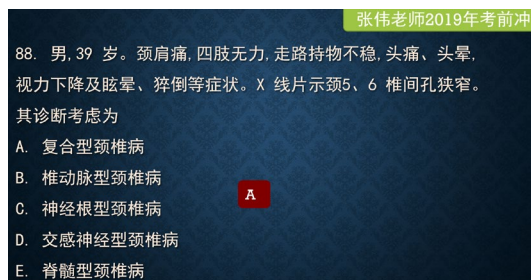 张伟老师2019年考前冲
88. 男,39 岁。颈肩痛,四肢无力,走路持物不稳,头痛、头晕,
视力下降及眩晕、猝倒等症状。X 线片示颈5、6 椎间孔狭窄。
其诊断考虑为
A. 复合型颈椎病
B. 椎动脉型颈椎病
A
C. 神经根型颈椎病
D. 交感神经型颈椎病
E. 脊髓型颈椎病